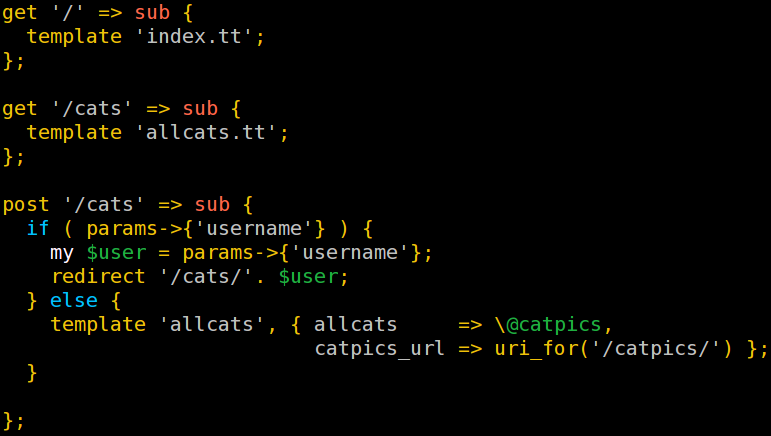 get '/' => sub {
  template 'index.tt';
};

get '/cats' => sub {
  template 'allcats.tt';
};

post '/cats' => sub {
  if ( params->{'username'} ) {
    my $user = params->{'username'};
    redirect '/cats/'. $user;
  } else {
    template 'allcats', { allcats     => \@catpics,
                          catpics_url => uri_for('/catpics/') };
  }

};